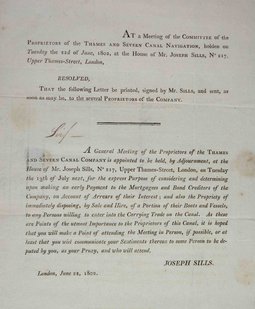 AT a Meeting of the COMMITTEE of the
PROPRIETORS of the THAMES and SEVERN CANAL NAVIGATION, holden on
Tuesday the 22d of June, 1802, at the House of Mr. JOSEPH SILLS, Nº 217,
Upper Thames-Street, London,
RESOLVED,
THAT the following Letter be printed, signed by Mr. SILLS, and sent, as
soon as may be, to the several PROPRIETORS of the COMPANY.
A General Meeting of the Proprietors of the THAMES
AND SEVERN CANAL COMPANY is appointed to be held, by Adjournment, at the
House of Mr. Joseph Sills, Nº 217, Upper Thames-Street, London, on Tuesday
the 13th of July next, for the express Purpose of considering and determining
upon making an early Payment to the Mortgagees and Bond Creditors of the
Company, on Account of Arrears of their Interest; and also the Propriety of
immediately disposing, by Sale and Hire, of a Portion of their Boats and Vessels,
to any Persons willing to enter into the Carrying Trade on the Canal. As these
are Points of the utmost Importance to the Proprietors of this Canal, it is hoped
that you will make a Point of attending the Meeting in Person, if possible, or at
least that you will communicate your Sentiments thereon to some Person to be de-
puted by you, as your Proxy, and who will attend.
JOSEPH SILLS.
London, June 22, 1802.